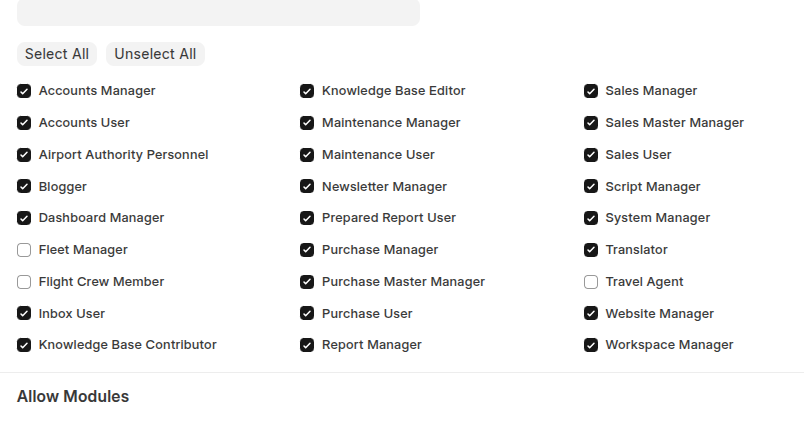 Select All
Unselect All
Accounts Manager
Accounts User
Airport Authority Personnel
Blogger
Dashboard Manager
Fleet Manager
Flight Crew Member
Inbox User
Knowledge Base Contributor
Knowledge Base Editor
Maintenance Manager
Maintenance User
Newsletter Manager
Prepared Report User
Purchase Manager
Purchase Master Manager
Purchase User
Report Manager
Sales Manager
Sales Master Manager
Sales User
Script Manager
System Manager
Translator
Travel Agent
Website Manager
Workspace Manager
Allow Modules